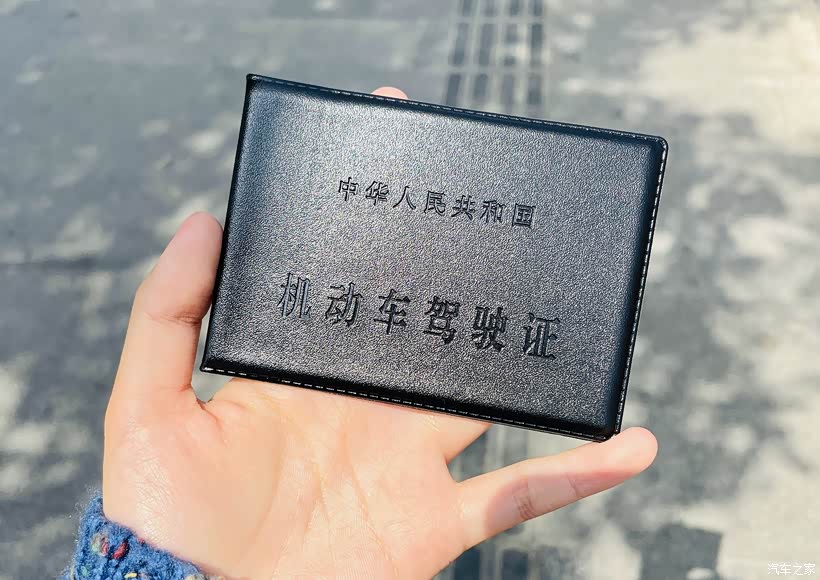 中华人民共和国
机动车驾驶证
汽车之家